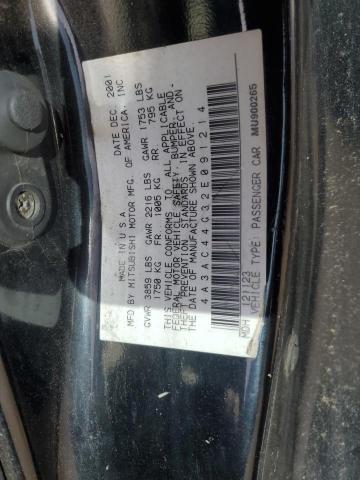 MADE IN U S A DATE DEC. 2001
MFD BY MITSUBISHI MOTOR MFG. OF AMERICA, INC
GVWR 3859 LBS GAWR 2216 LBS GAWR 1753 LBS
1750 KG FR. 1005 KG RR. 795 KG
THIS VEHICLE CONFORMS TO ALL APPLICABLE
FEDERAL MOTOR VEHICLE SAFETY, BUMPER, AND
THEFT PREVENTION STANDARDS IN EFFECT ON
THE DATE OF MANUFACTURE SHOWN ABOVE.
4A3AC44G32E091214
MDH 121123
VEHICLE TYPE: PASSENGER CAR MU900265